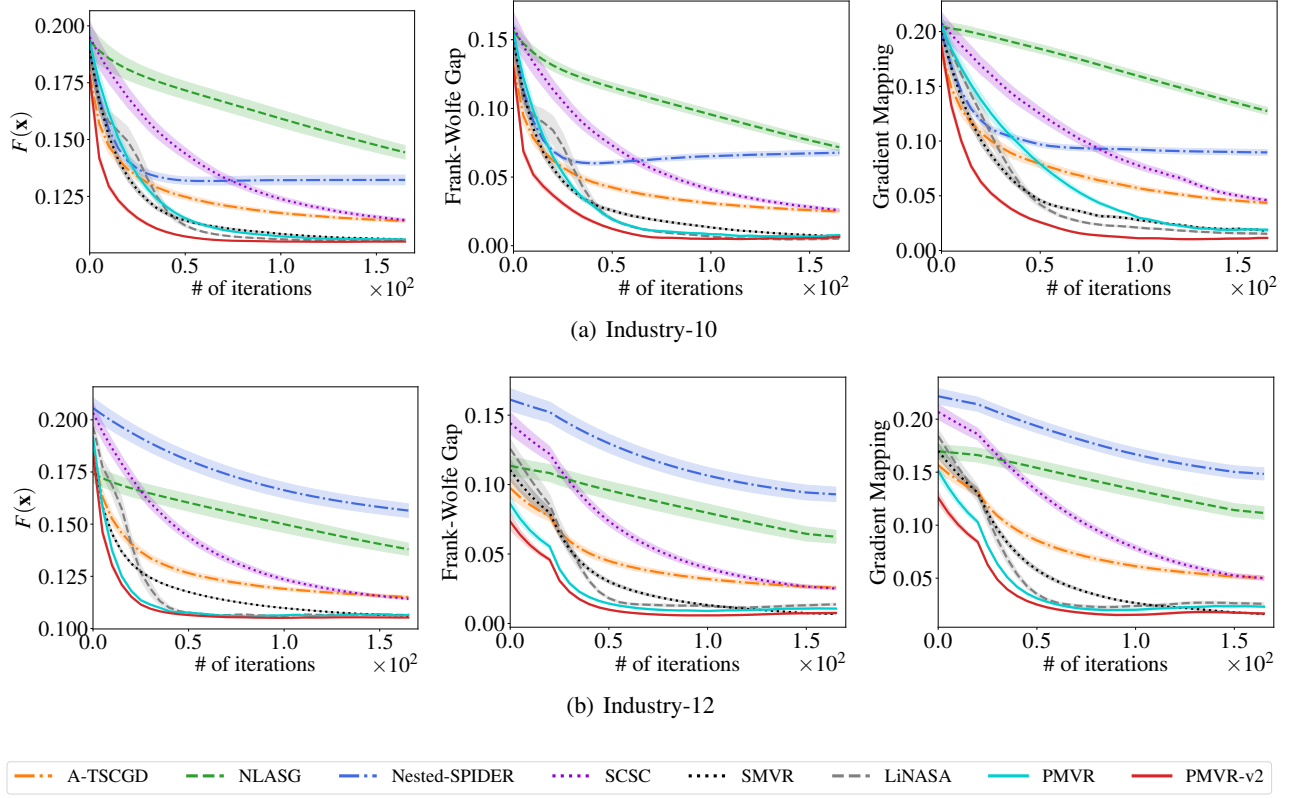 0.200
0.175
0.150
0.125
F(x)
0.0 0.5 1.0 1.5
# of iterations
×10²
0.15
0.10
0.05
0.00
Frank-Wolfe Gap
0.0 0.5 1.0 1.5
# of iterations
×10²
0.20
0.15
0.10
0.05
0.00
Gradient Mapping
0.0 0.5 1.0 1.5
# of iterations
×10²
(a) Industry-10
0.200
0.175
0.150
0.125
0.100
F(x)
0.0 0.5 1.0 1.5
# of iterations
×10²
0.15
0.10
0.05
0.00
Frank-Wolfe Gap
0.0 0.5 1.0 1.5
# of iterations
×10²
0.20
0.15
0.10
0.05
Gradient Mapping
0.0 0.5 1.0 1.5
# of iterations
×10²
(b) Industry-12
A-TSCGD NLASG Nested-SPIDER SCSC SMVR LiNASA PMVR PMVR-v2